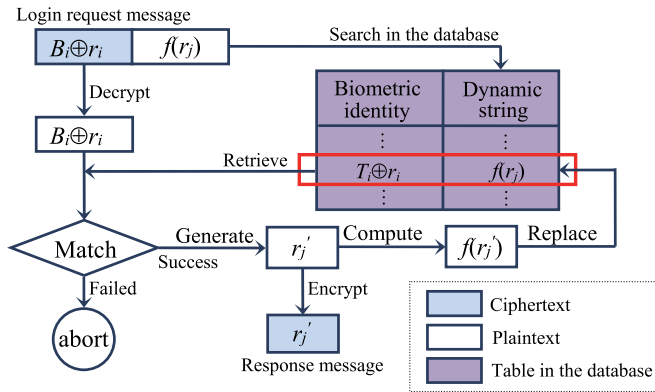 Login request message
Bᵢ⊕rᵢ f(rⱼ)
Search in the database
Decrypt
Biometric identity
Dynamic string
Bᵢ⊕rᵢ
⋮ ⋮
Retrieve
Tᵢ⊕rᵢ f(rⱼ)
⋮ ⋮
Match
Generate
Success
rⱼ′
Compute
f(rⱼ′)
Replace
Failed
Encrypt
abort
rⱼ′
Response message
Ciphertext
Plaintext
Table in the database